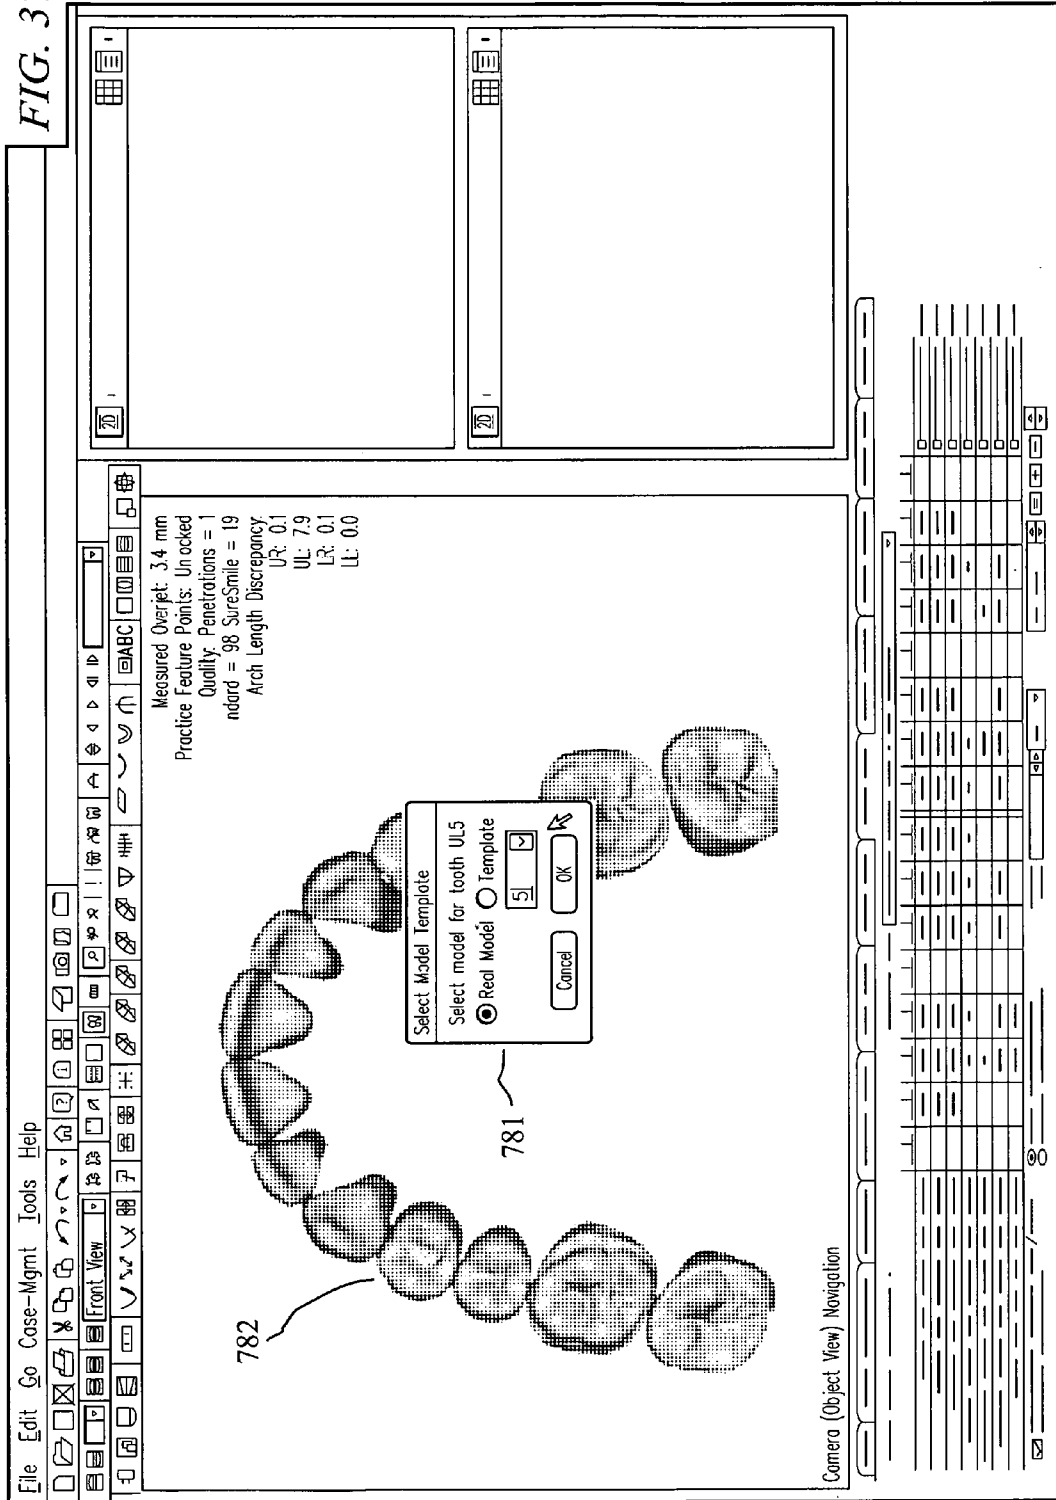 FIG. 3
File Edit Go Case-Mgmt Tools Help
Front View
ABC
2D
2D
Measured Overjet: 3.4 mm
Practice Feature Points: Un ocked
Quality: Penetrations = 1
ndard = 98 SureSmile = 19
Arch Length Discrepancy:
UR: 0.1
UL: 7.9
LR: 0.1
LL: 0.0
Select Model Template
Select model for tooth UL5
Real Model Template
5
Cancel OK
781
782
Camera (Object View) Navigation